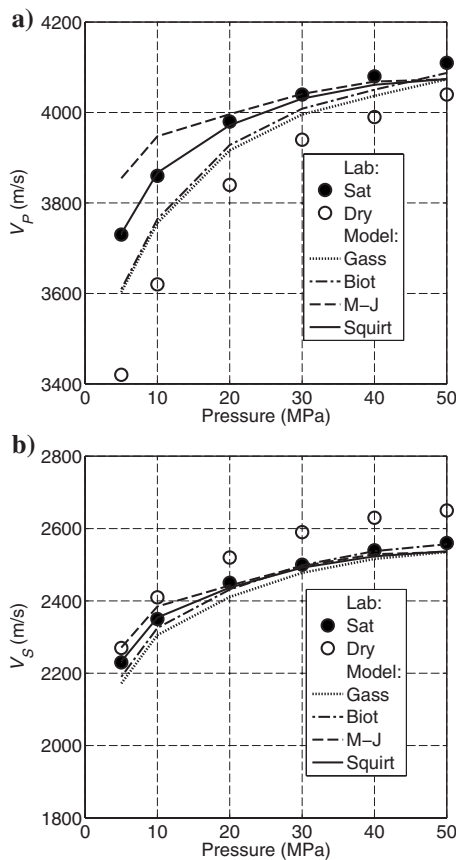 a)
4200
4000
3800
3600
3400
V_P (m/s)
0 10 20 30 40 50
Pressure (MPa)
Lab:
Sat
Dry
Model:
Gass
Biot
M–J
Squirt
b)
2800
2600
2400
2200
2000
1800
V_S (m/s)
0 10 20 30 40 50
Pressure (MPa)
Lab:
Sat
Dry
Model:
Gass
Biot
M–J
Squirt